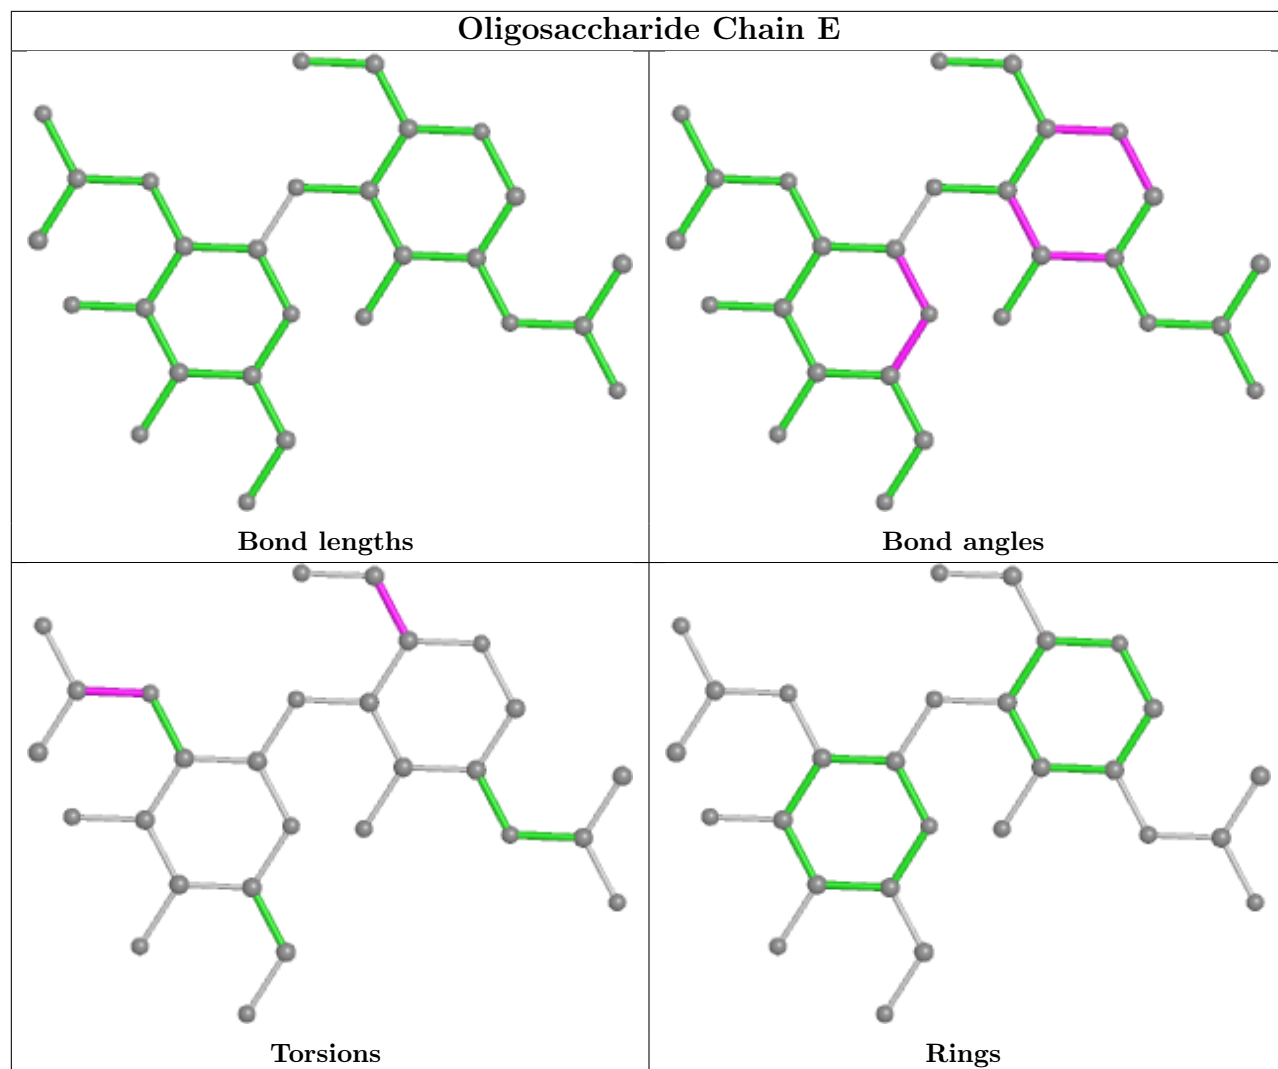 Oligosaccharide Chain E
Bond lengths
Bond angles
Torsions
Rings